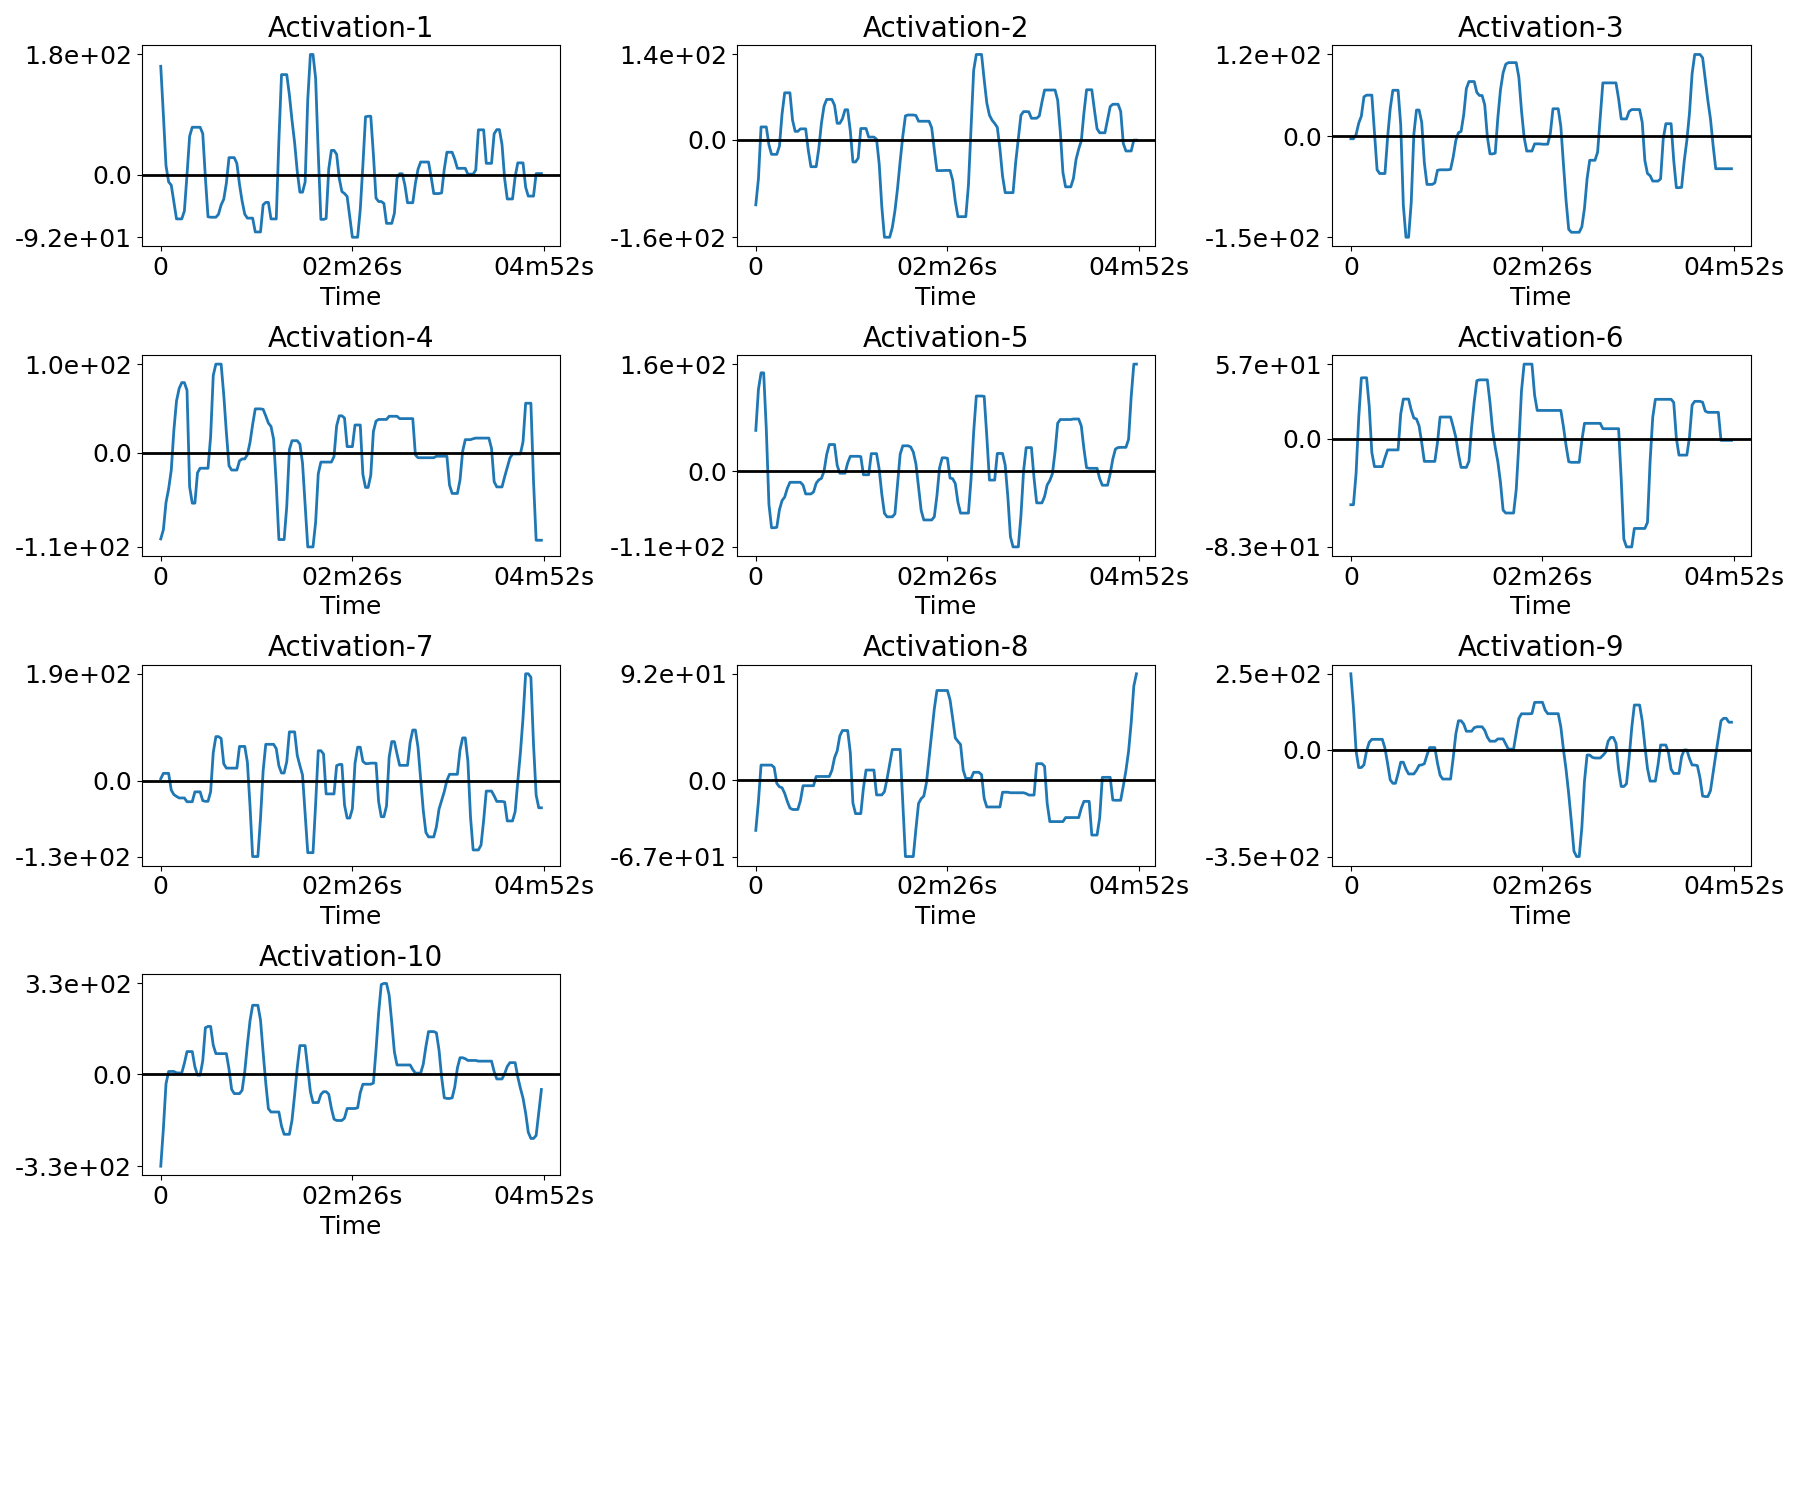 Activation-1
1.8e+02
0.0
-9.2e+01
0 02m26s 04m52s
Time
Activation-2
1.4e+02
0.0
-1.6e+02
0 02m26s 04m52s
Time
Activation-3
1.2e+02
0.0
-1.5e+02
0 02m26s 04m52s
Time
Activation-4
1.0e+02
0.0
-1.1e+02
0 02m26s 04m52s
Time
Activation-5
1.6e+02
0.0
-1.1e+02
0 02m26s 04m52s
Time
Activation-6
5.7e+01
0.0
-8.3e+01
0 02m26s 04m52s
Time
Activation-7
1.9e+02
0.0
-1.3e+02
0 02m26s 04m52s
Time
Activation-8
9.2e+01
0.0
-6.7e+01
0 02m26s 04m52s
Time
Activation-9
2.5e+02
0.0
-3.5e+02
0 02m26s 04m52s
Time
Activation-10
3.3e+02
0.0
-3.3e+02
0 02m26s 04m52s
Time